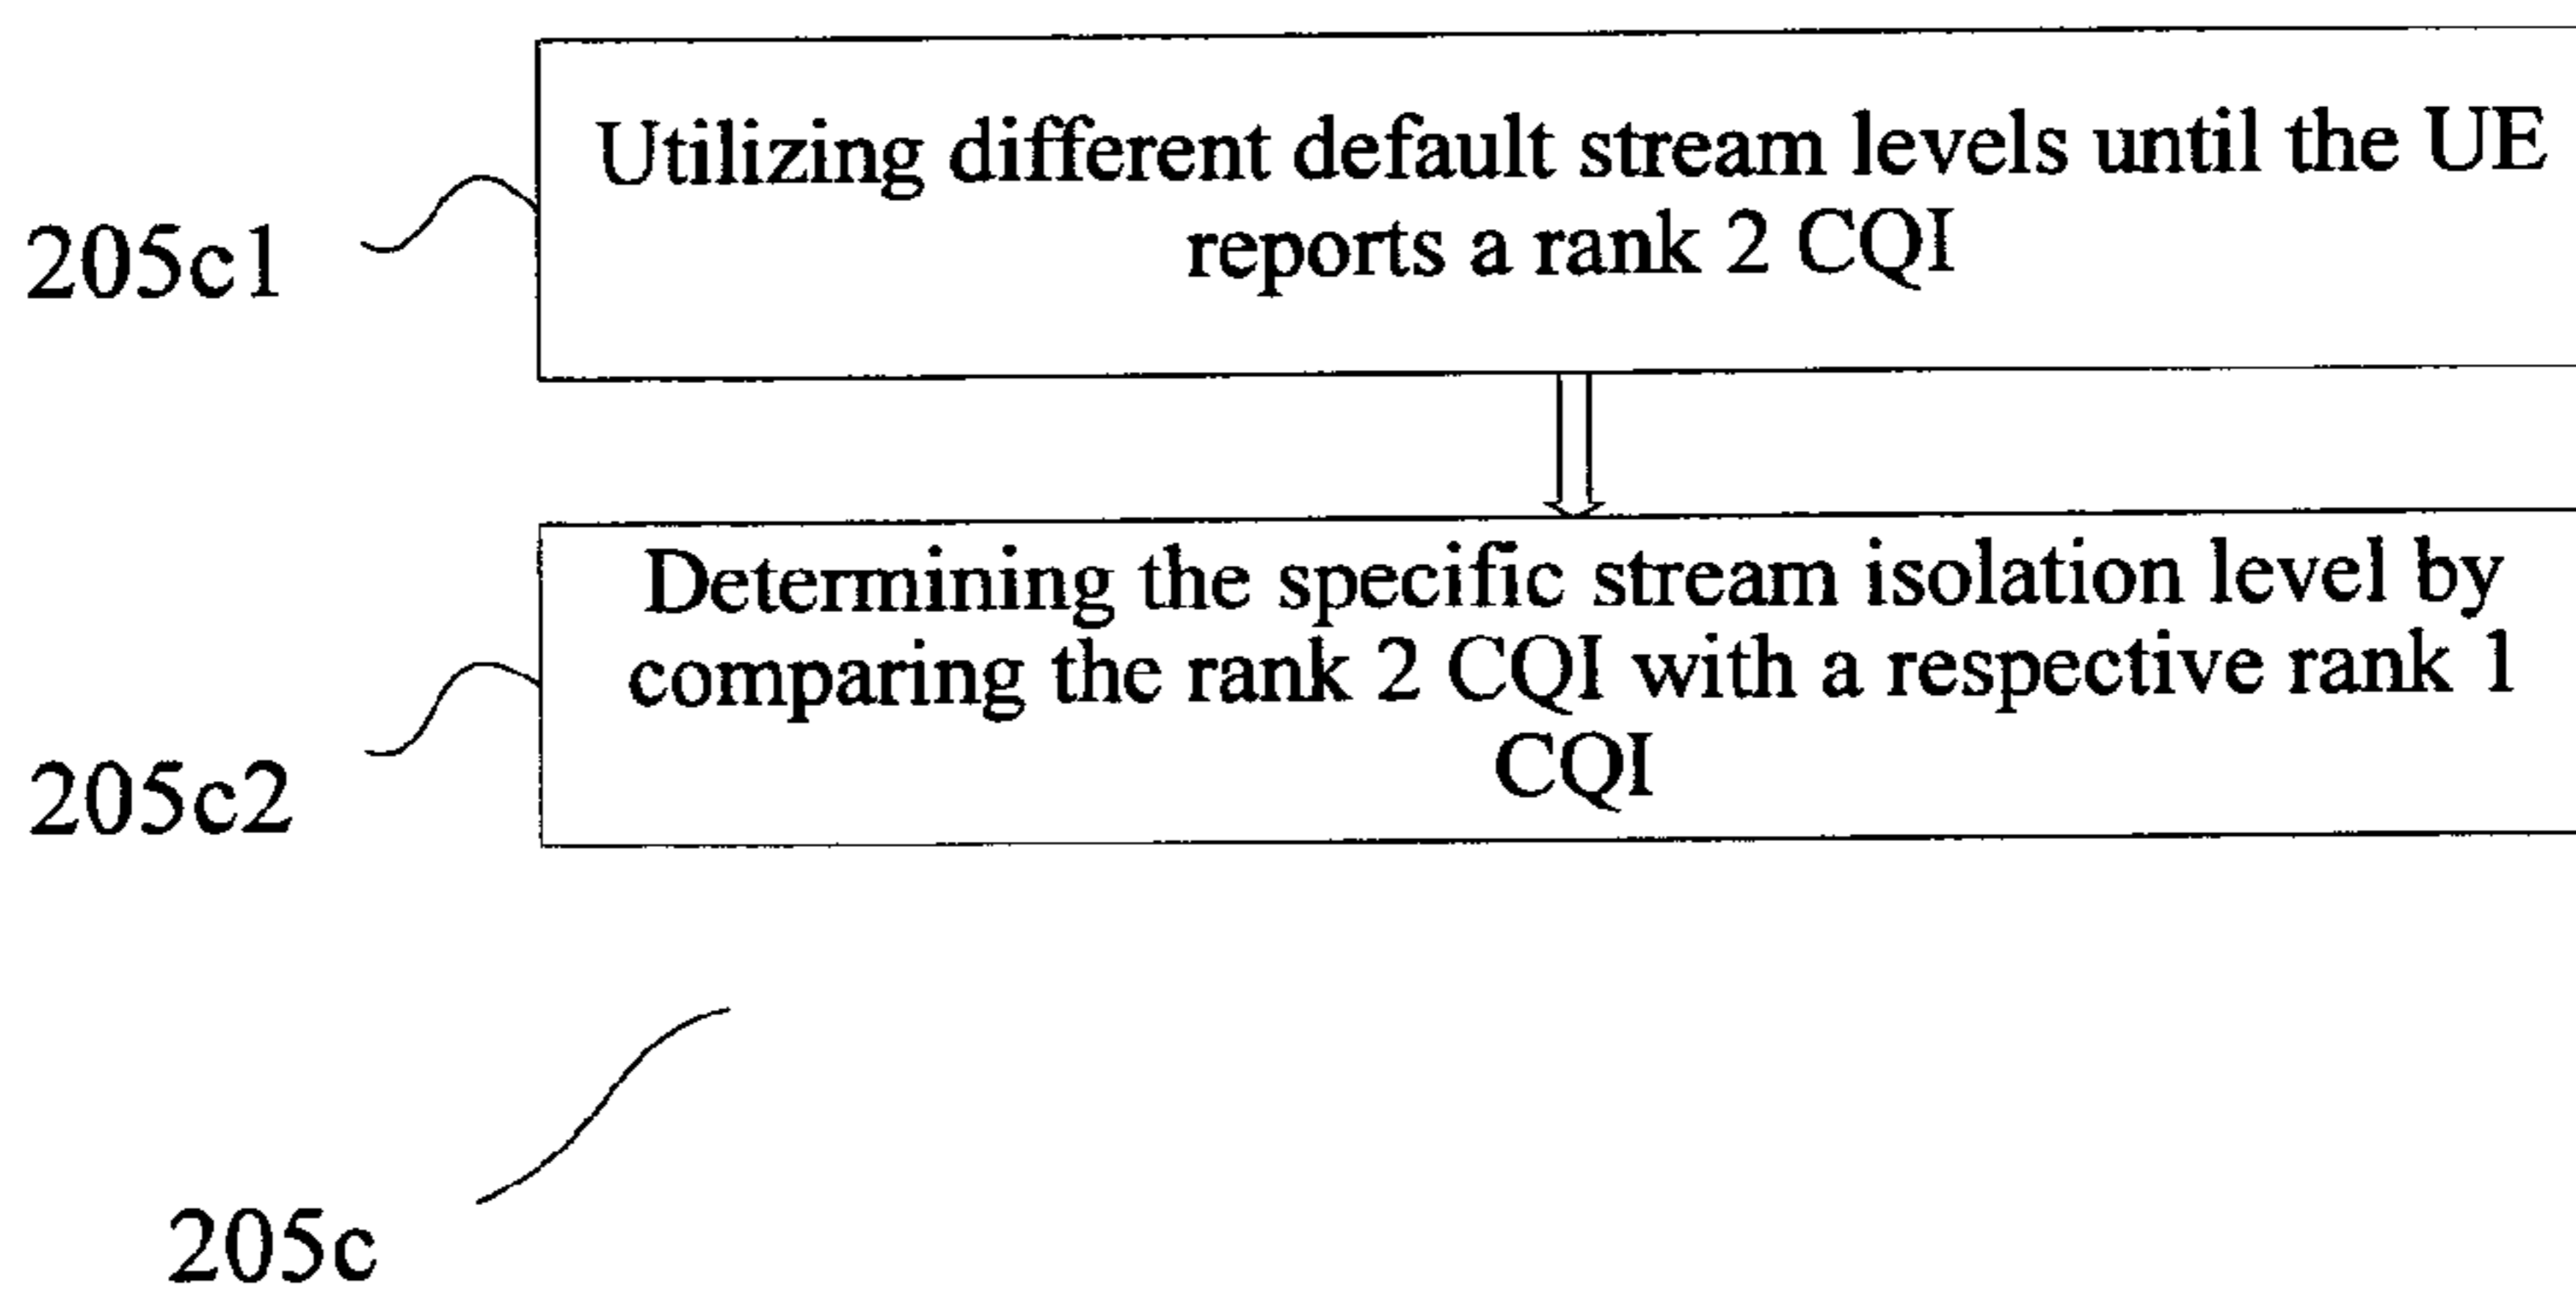 Utilizing different default stream levels until the UE
reports a rank 2 CQI
205c1
Determining the specific stream isolation level by
comparing the rank 2 CQI with a respective rank 1
CQI
205c2
205c